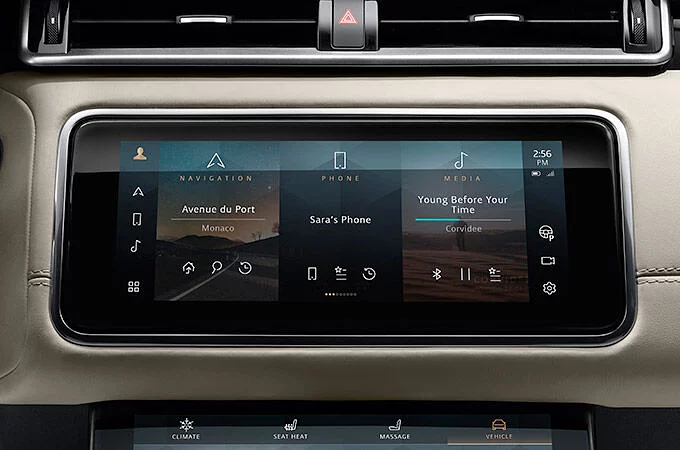 2:56
PM
NAVIGATION
Avenue du Port
Monaco
PHONE
Sara's Phone
MEDIA
Young Before Your
Time
Corvidee
P
CLIMATE
SEAT HEAT
MASSAGE
VEHICLE